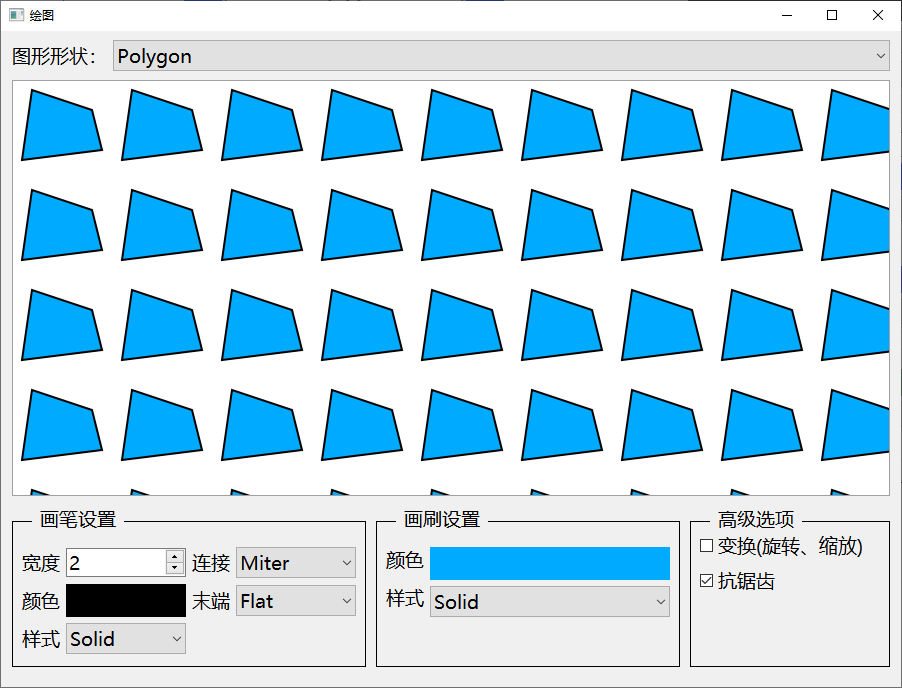 绘图
图形形状： Polygon
画笔设置
宽度 2 连接 Miter
颜色 末端 Flat
样式 Solid
画刷设置
颜色
样式 Solid
高级选项
变换(旋转、缩放)
抗锯齿